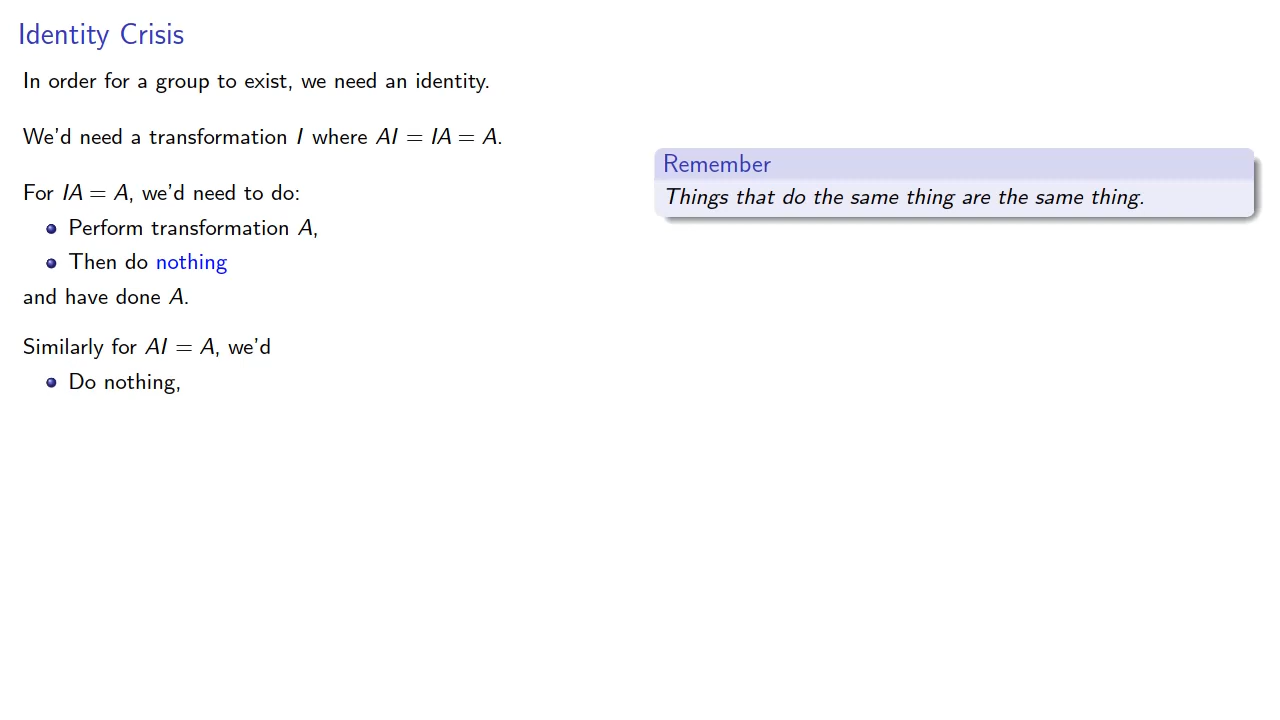 Identity Crisis
In order for a group to exist, we need an identity.
We'd need a transformation I where AI = IA = A.
For IA = A, we'd need to do:
Perform transformation A,
Then do nothing
and have done A.
Similarly for AI = A, we'd
Do nothing,
Remember
Things that do the same thing are the same thing.